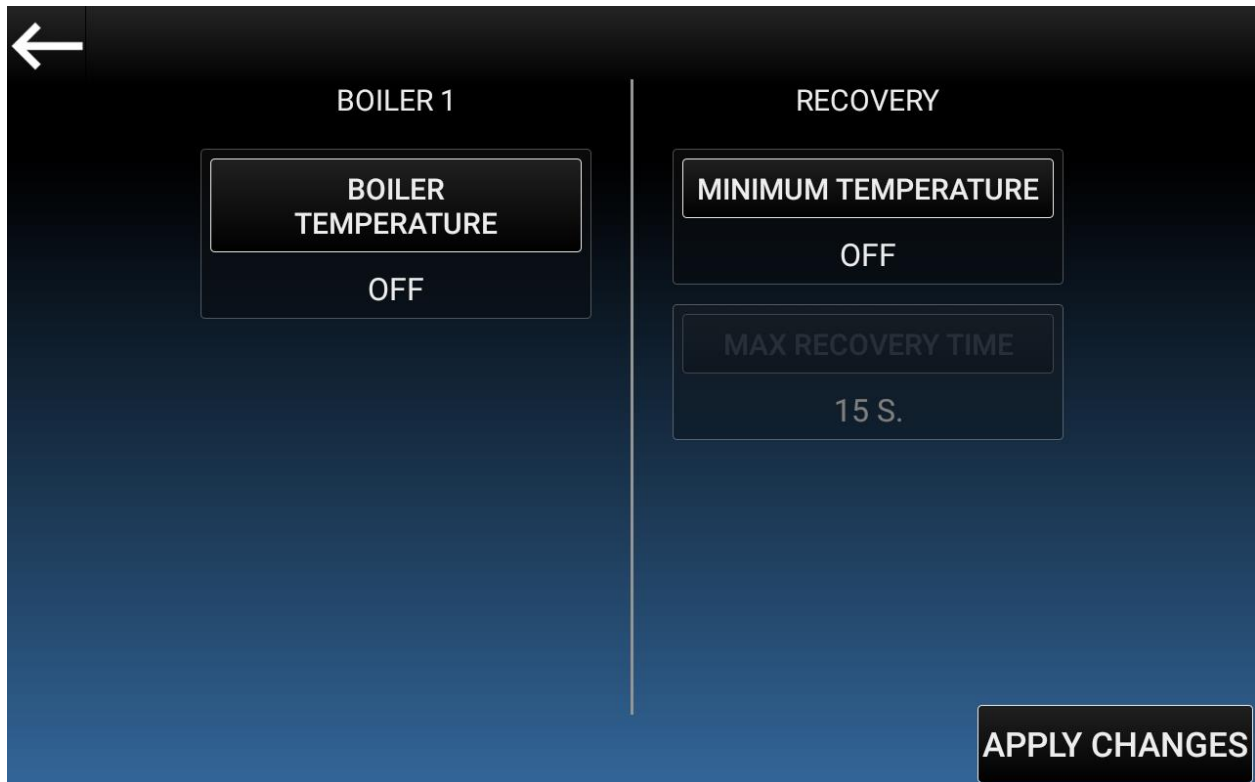 BOILER 1
BOILER
TEMPERATURE
OFF
RECOVERY
MINIMUM TEMPERATURE
OFF
MAX RECOVERY TIME
15 S.
APPLY CHANGES